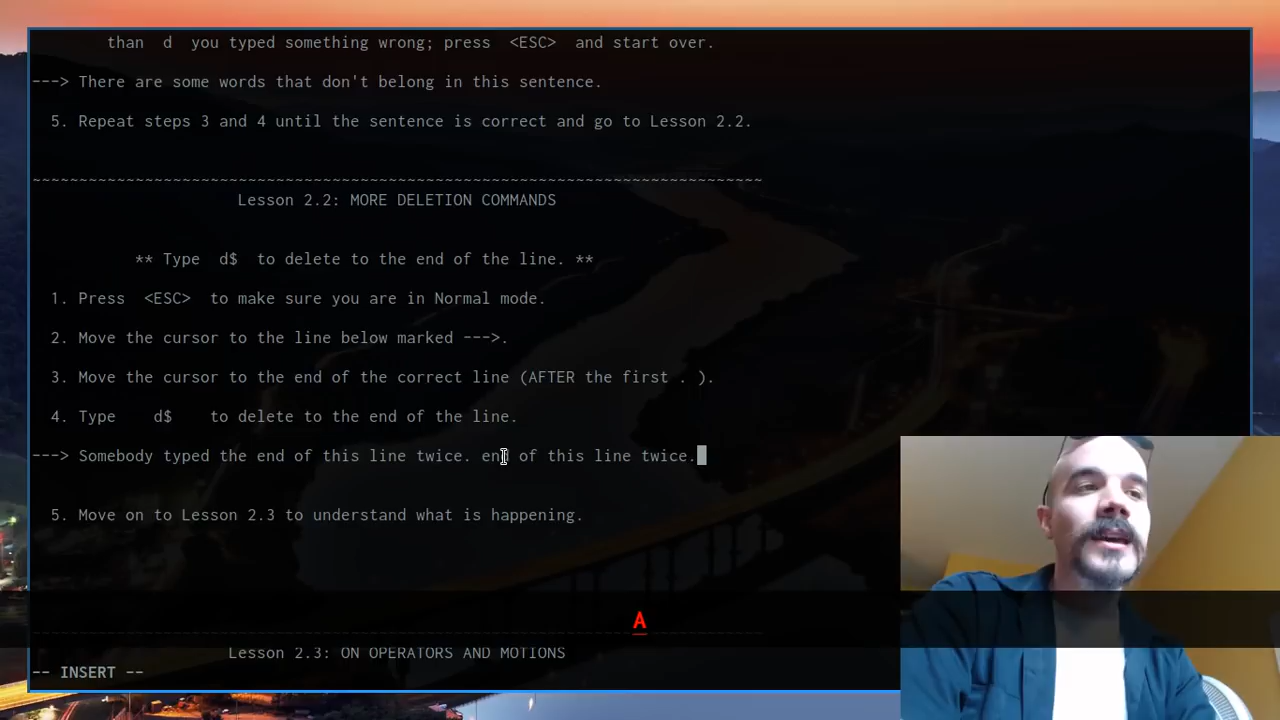 than d you typed something wrong; press <ESC> and start over.
---> There are some words that don't belong in this sentence.
5. Repeat steps 3 and 4 until the sentence is correct and go to Lesson 2.2.
~~~~~~~~~~~~~~~~~~~~~~~~~~~~~~~~~~~~~~~~~~~~~~~~~~~~~~~~~~~~~~~~~~~~~~~~~~~~~~
Lesson 2.2: MORE DELETION COMMANDS
** Type d$ to delete to the end of the line. **
1. Press <ESC> to make sure you are in Normal mode.
2. Move the cursor to the line below marked --->.
3. Move the cursor to the end of the correct line (AFTER the first . ).
4. Type d$ to delete to the end of the line.
---> Somebody typed the end of this line twice. end of this line twice.
5. Move on to Lesson 2.3 to understand what is happening.
A
Lesson 2.3: ON OPERATORS AND MOTIONS
-- INSERT --